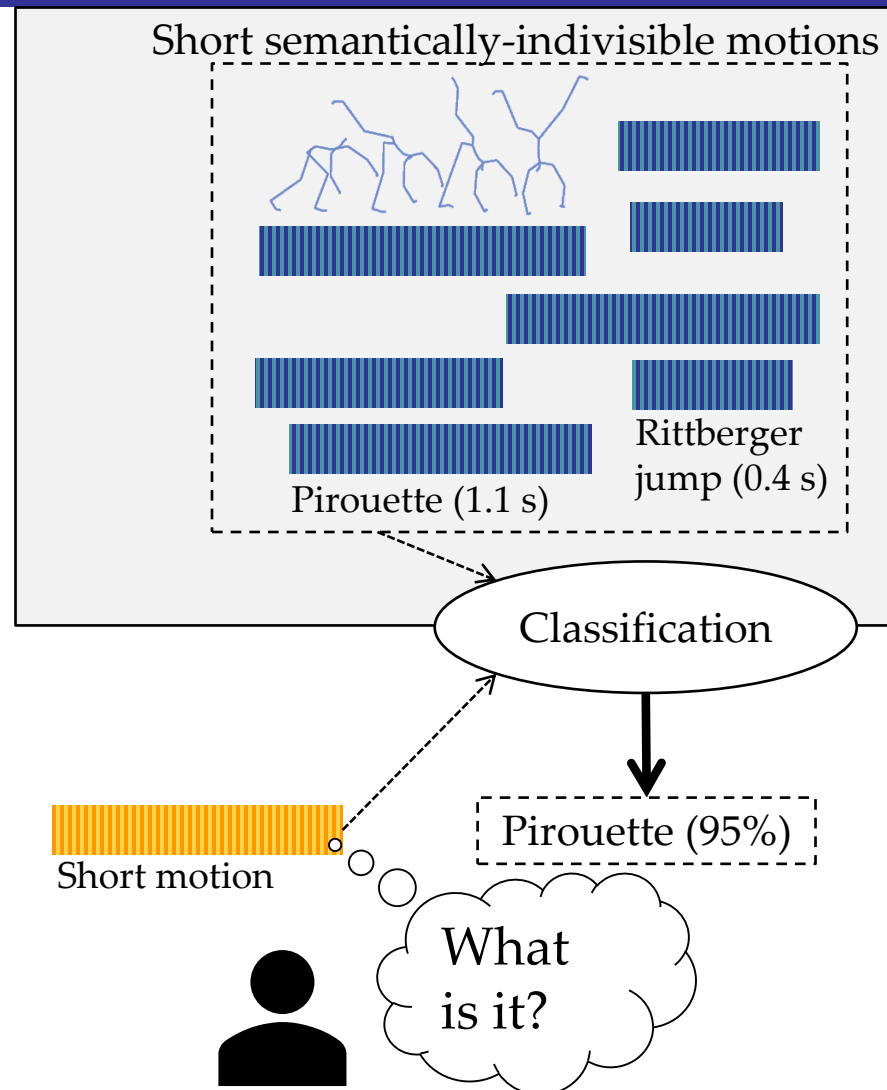 Short semantically-indivisible motions
Rittberger
jump (0.4 s)
Pirouette (1.1 s)
Classification
Pirouette (95%)
Short motion
What
is it?